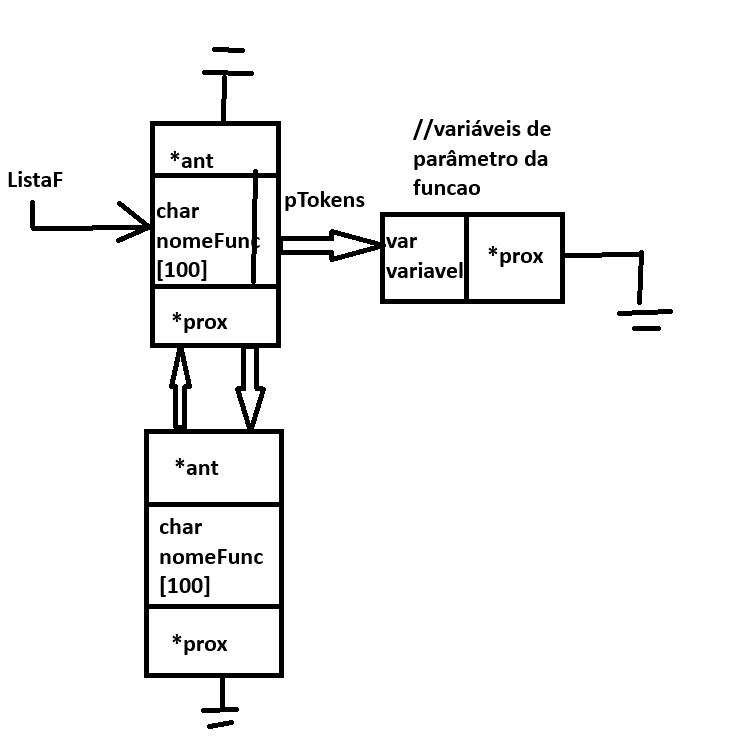 //variáveis de
parâmetro da
funcao
*ant
ListaF
pTokens
char
nomeFunc
[100]
var
variavel
*prox
*prox
*ant
char
nomeFunc
[100]
*prox